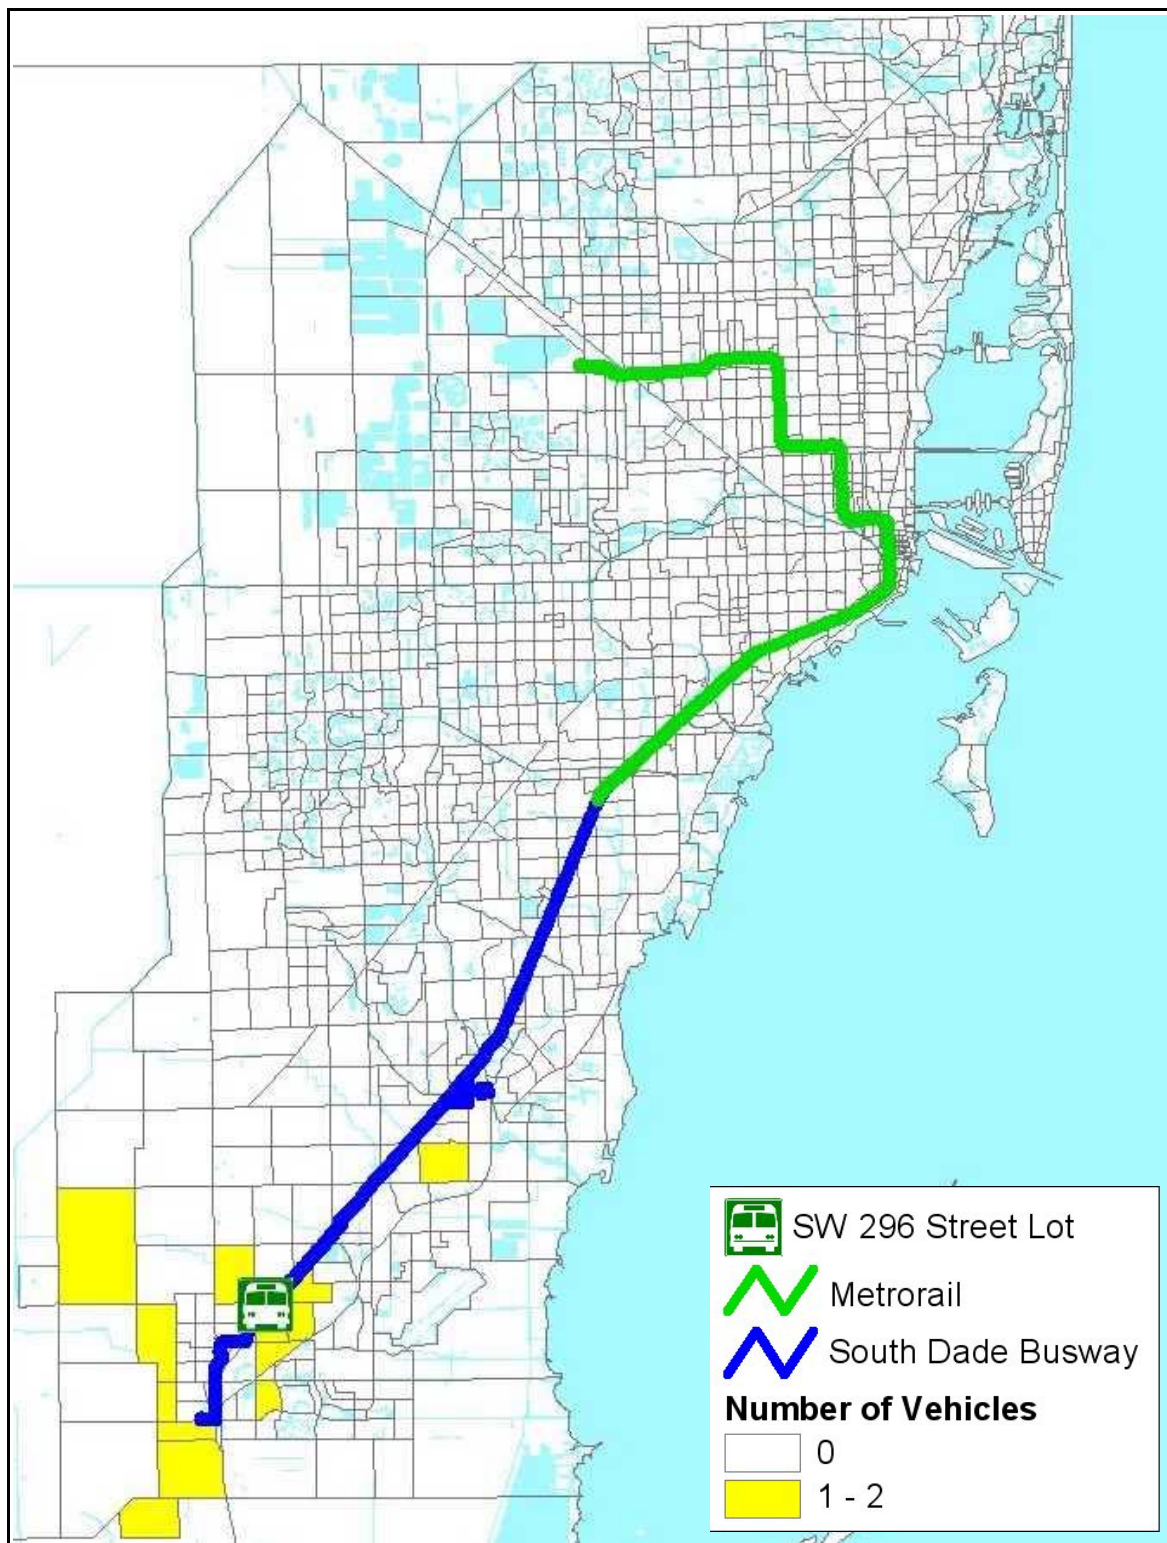 SW 296 Street Lot
Metrorail
South Dade Busway
Number of Vehicles
0
1 - 2